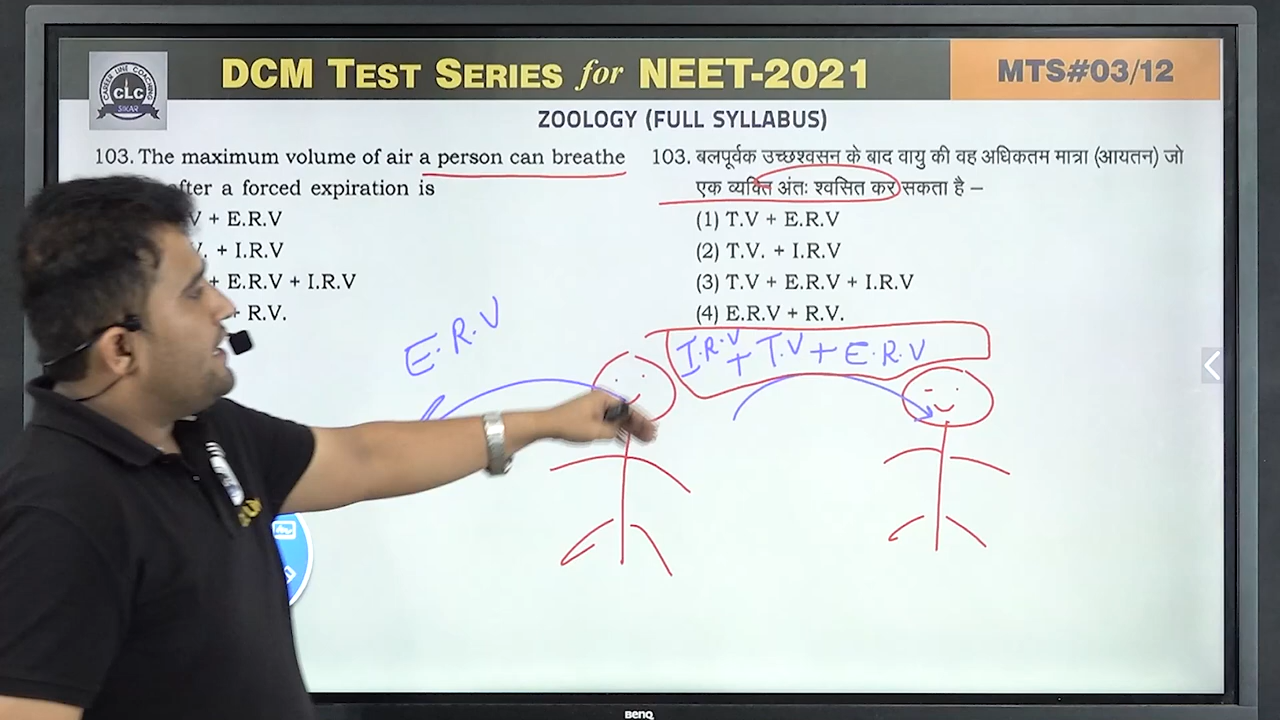 DCM TEST SERIES for NEET-2021
MTS#03/12
CAREER LINE COACHING
CLC
SIKAR
ZOOLOGY (FULL SYLLABUS)
103. The maximum volume of air a person can breathe
after a forced expiration is
V + E.R.V
. + I.R.V
+ E.R.V + I.R.V
+ R.V.
103. बलपूर्वक उच्छश्वसन के बाद वायु की वह अधिकतम मात्रा (आयतन) जो
एक व्यक्ति अंतः श्वसित कर सकता है –
(1) T.V + E.R.V
(2) T.V. + I.R.V
(3) T.V + E.R.V + I.R.V
(4) E.R.V + R.V.
E.R.V
I.R.V + T.V + E.R.V
BENQ